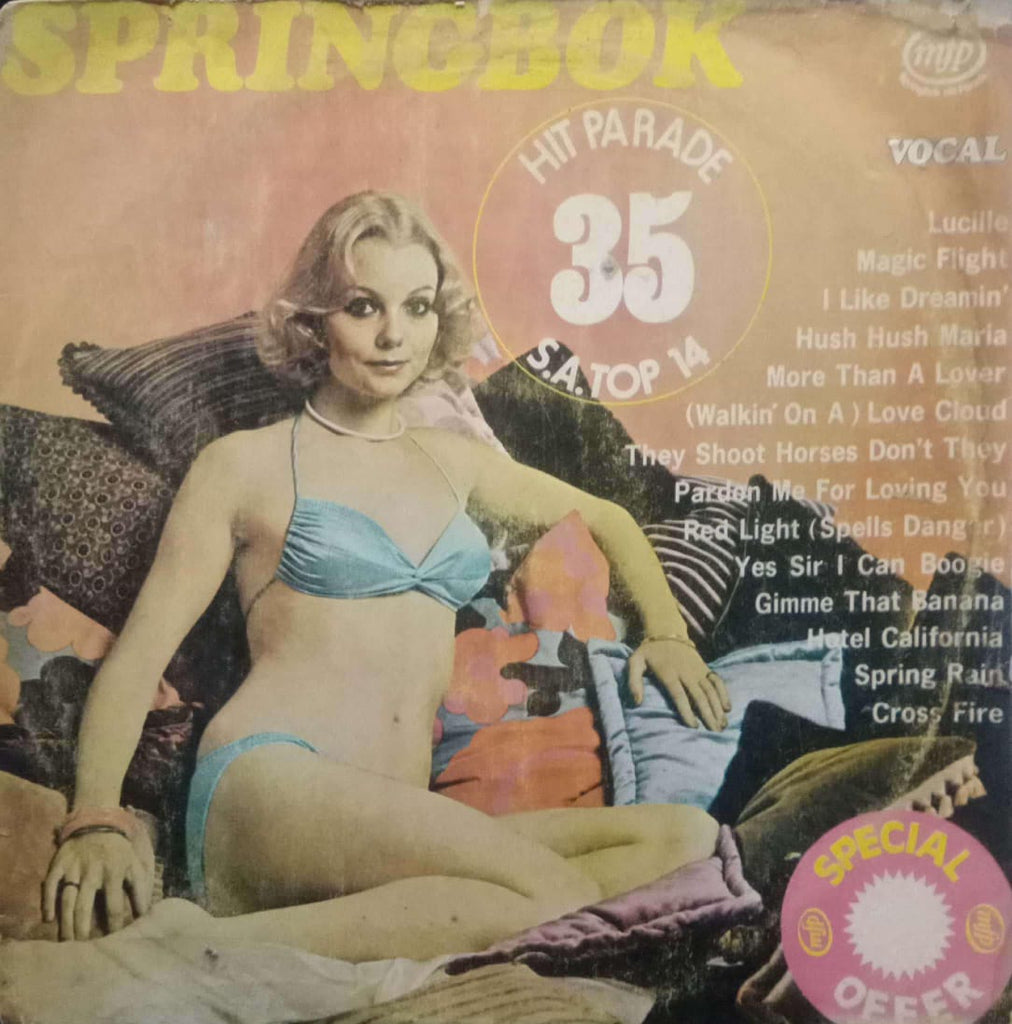 SPRINGBOK
mfp
HIT PARADE
35
S.A. TOP 14
VOCAL
Lucille
Magic Flight
I Like Dreamin'
Hush Hush Maria
More Than A Lover
(Walkin' On A) Love Cloud
They Shoot Horses Don't They
Pardon Me For Loving You
Red Light (Spells Danger)
Yes Sir I Can Boogie
Gimme That Banana
Hotel California
Spring Rain
Cross Fire
SPECIAL
mfp
mfp
OFFER